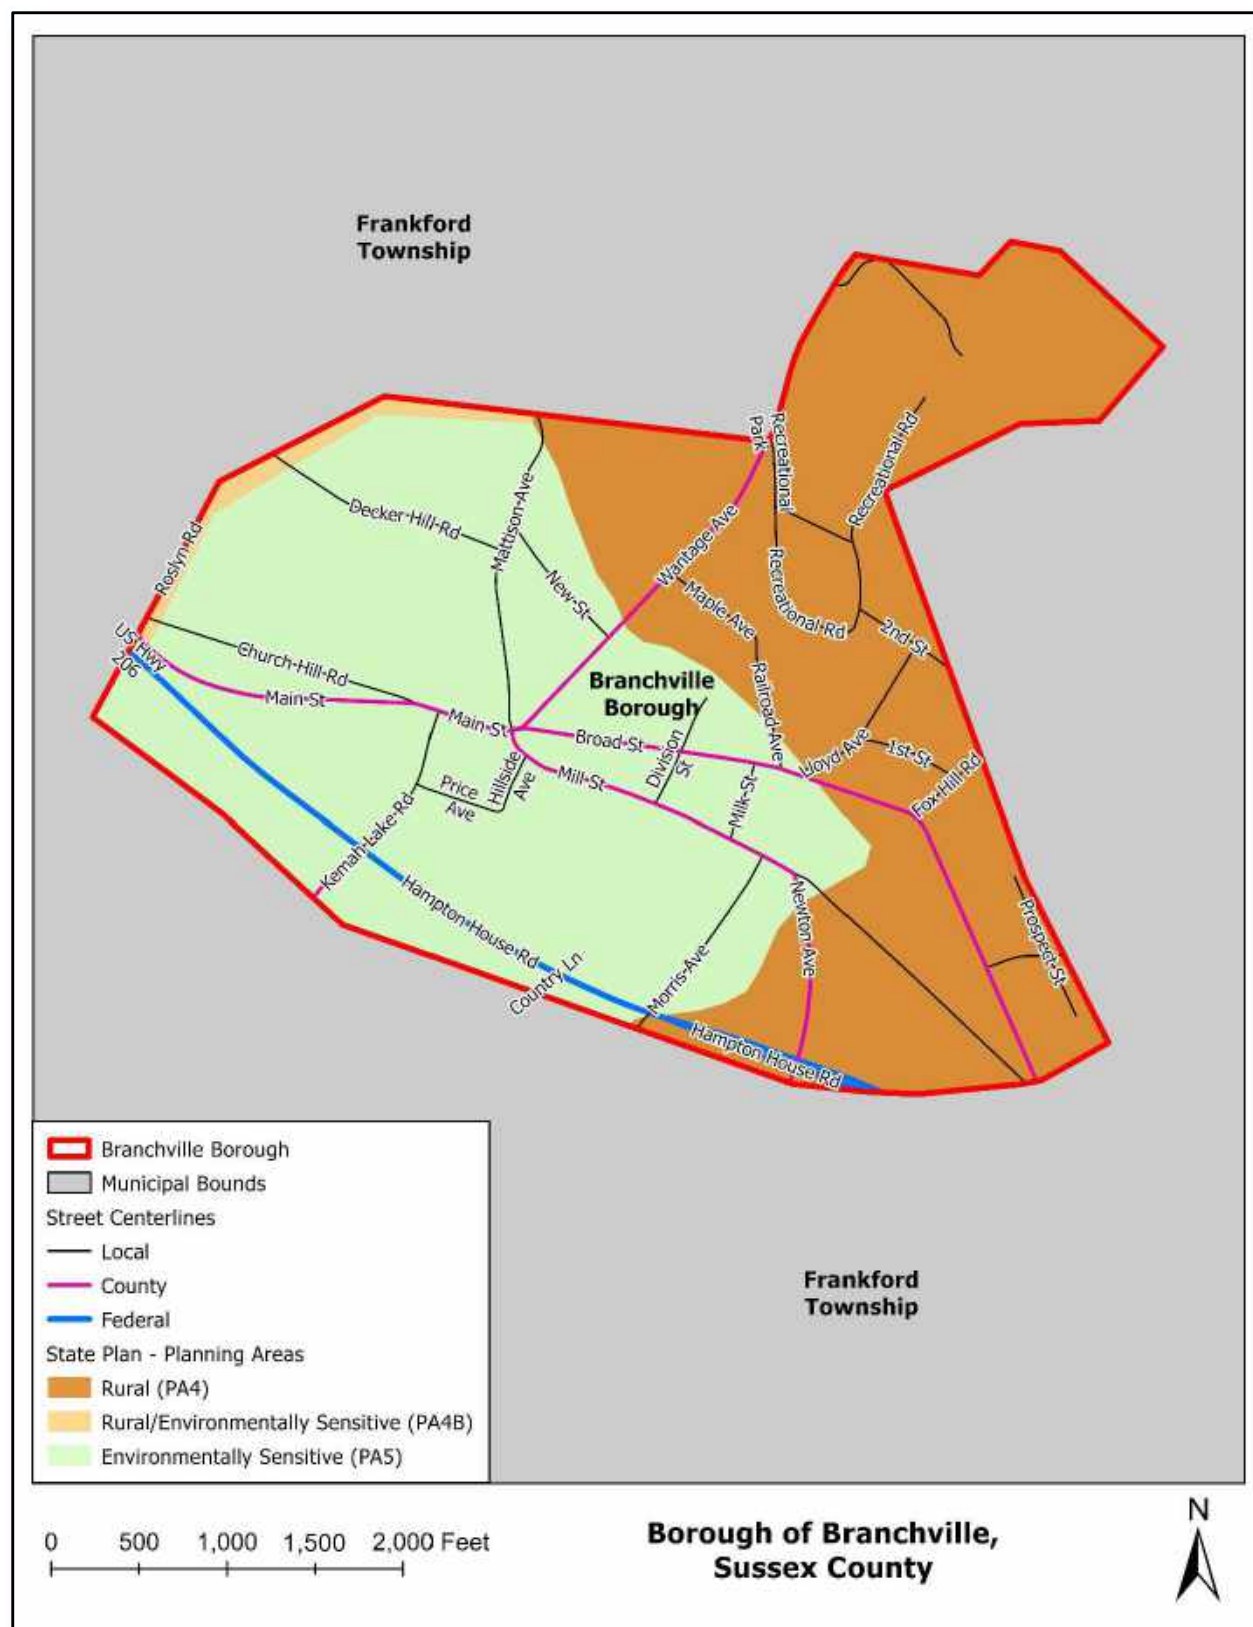 Frankford
Township
Recreational
Park
Recreational
Recreational Rd
Decker Hill Rd
Mattison Ave
Wantage Ave
Roslyn Rd
New St
Maple Ave
Recreational Rd
2nd St
US Hwy
206
Church Hill Rd
Main St
Branchville
Borough
Railroad Ave
Main St
Broad St
Division
St
Lloyd Ave
1st St
Hillside
Ave
Price
Ave
Mill St
Milk St
Fox Hill Rd
Kemah Lake Rd
Hampton House Rd
Newton Ave
Prospect St
Country Ln
Morris Ave
Hampton House Rd
Branchville Borough
Municipal Bounds
Street Centerlines
Local
County
Federal
State Plan - Planning Areas
Rural (PA4)
Rural/Environmentally Sensitive (PA4B)
Environmentally Sensitive (PA5)
Frankford
Township
0 500 1,000 1,500 2,000 Feet
Borough of Branchville,
Sussex County
N